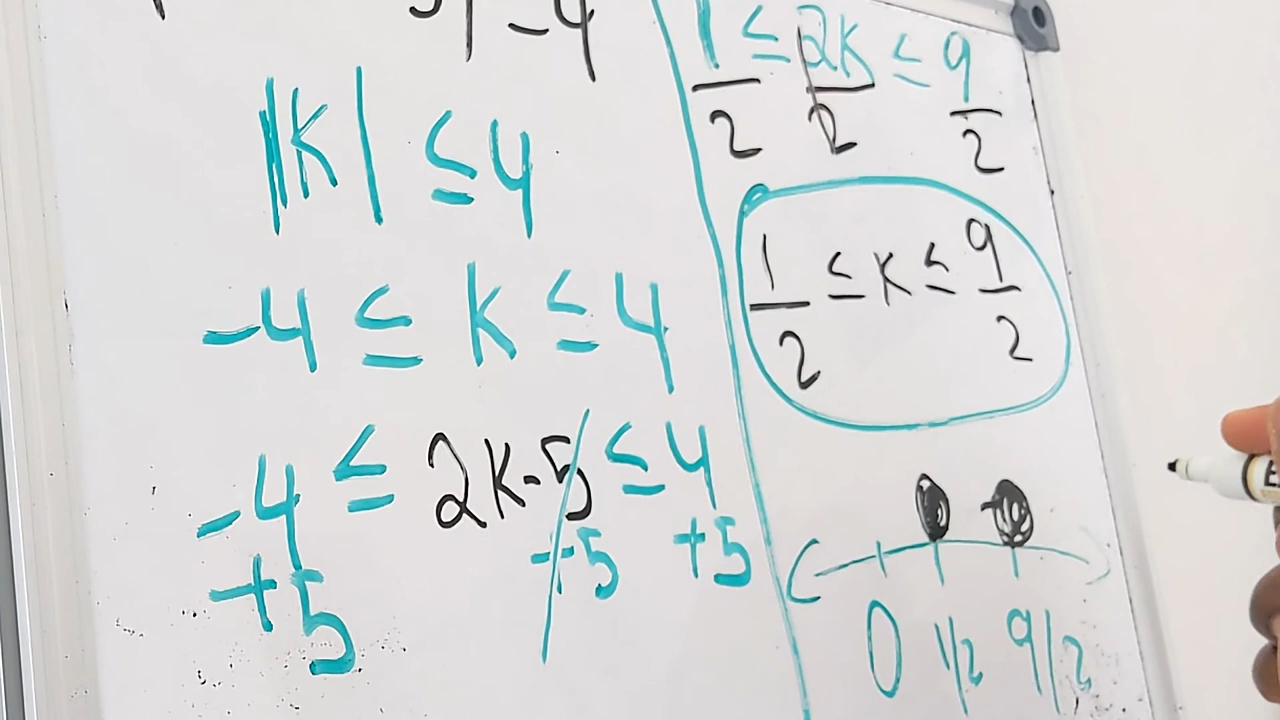 -4
|K| ≤ 4
-4 ≤ K ≤ 4
-4 ≤ 2K-5 ≤ 4
+5 +5 +5
1/2 ≤ 2K/2 ≤ 9/2
1/2 ≤ K ≤ 9/2
0 1/2 9/2